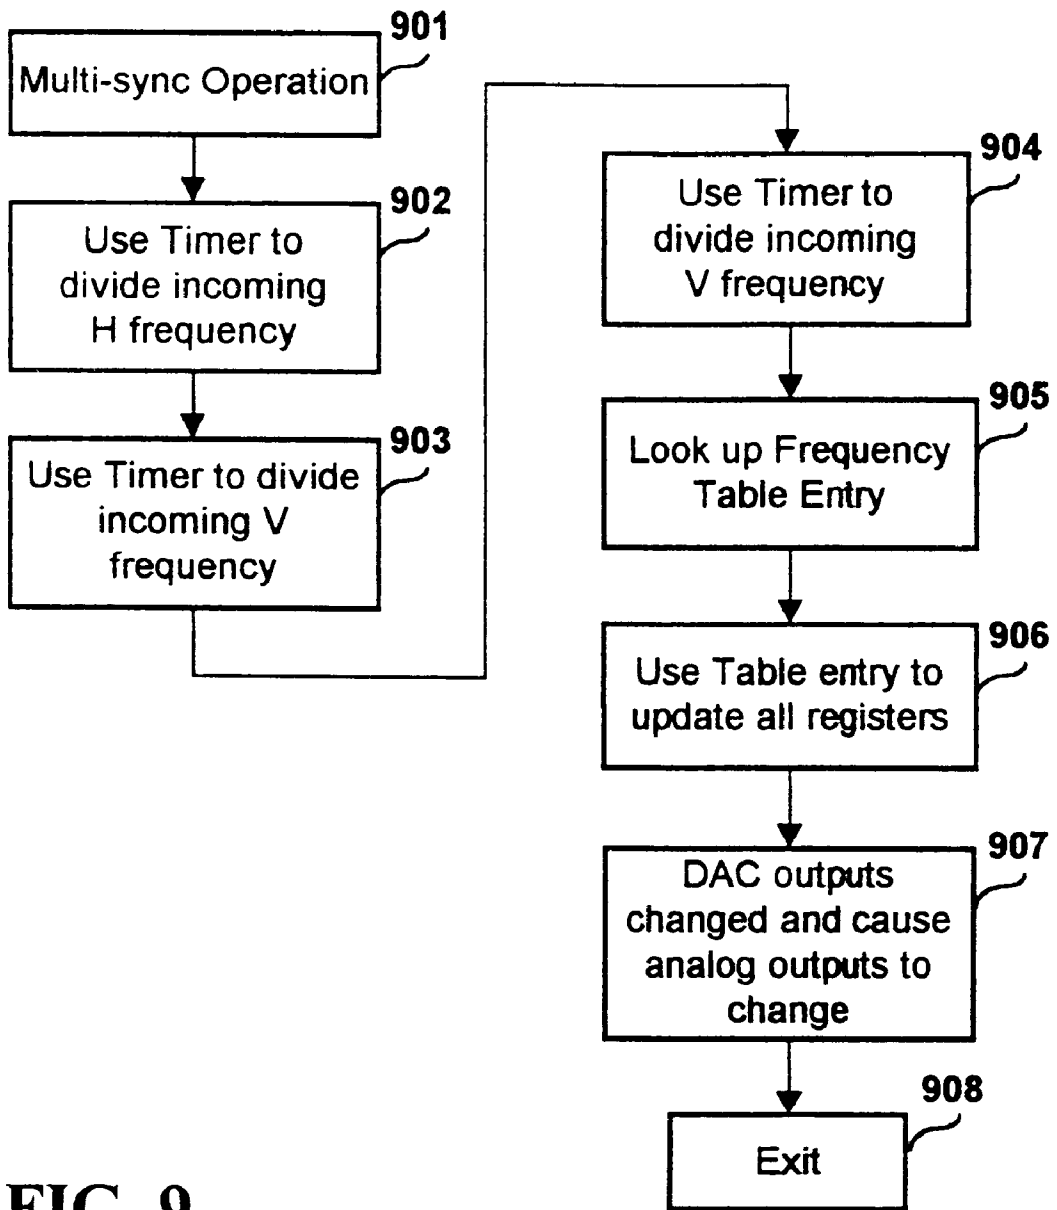 901
Multi-sync Operation
902
Use Timer to
divide incoming
H frequency
903
Use Timer to divide
incoming V
frequency
904
Use Timer to
divide incoming
V frequency
905
Look up Frequency
Table Entry
906
Use Table entry to
update all registers
907
DAC outputs
changed and cause
analog outputs to
change
908
Exit
FIG. 9